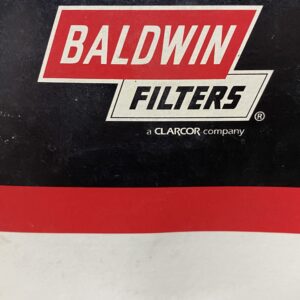 BALDWIN
FILTERS®
a CLARCOR company